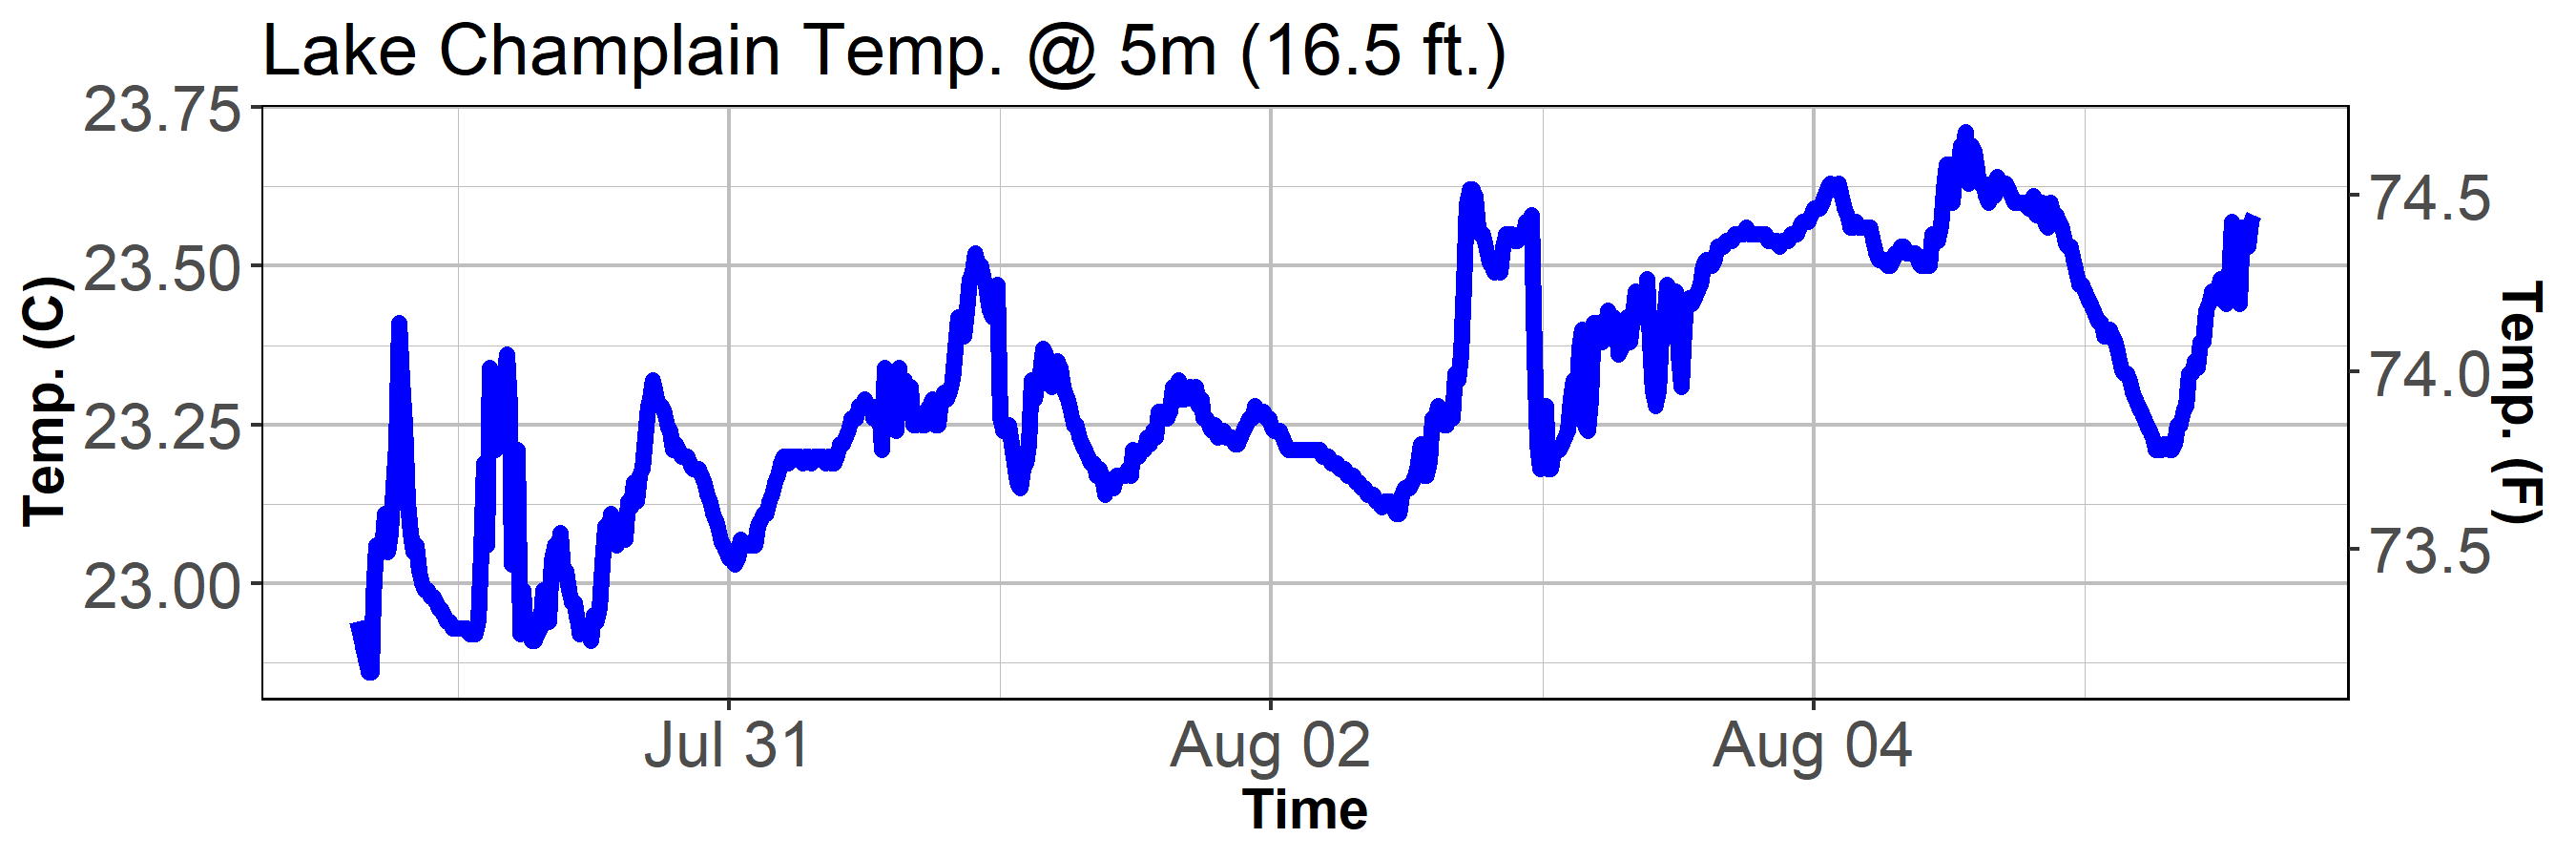 Lake Champlain Temp. @ 5m (16.5 ft.)
23.75
23.50
23.25
23.00
Temp. (C)
74.5
74.0
73.5
Temp. (F)
Jul 31
Aug 02
Aug 04
Time